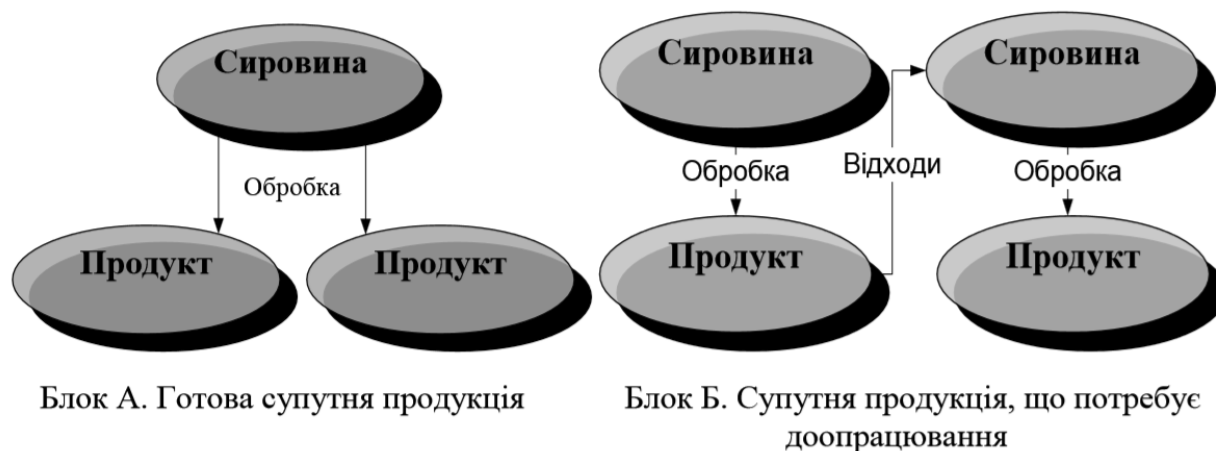 Сировина
Обробка
Продукт
Продукт
Блок А. Готова супутня продукція
Сировина
Сировина
Обробка
Відходи
Обробка
Продукт
Продукт
Блок Б. Супутня продукція, що потребує
доопрацювання